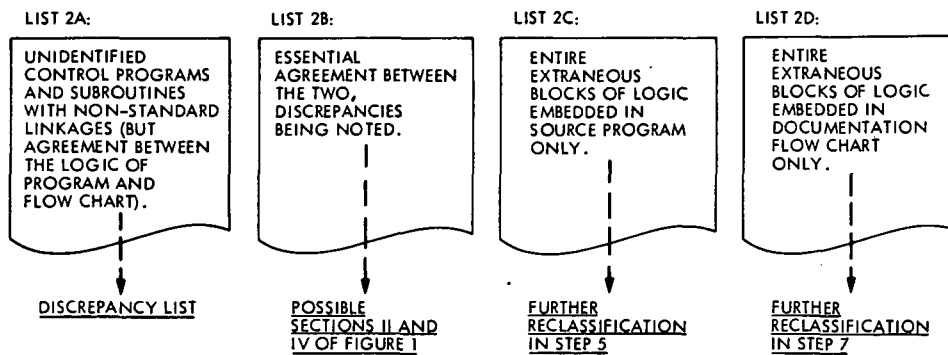 LIST 2A:
UNIDENTIFIED
CONTROL PROGRAMS
AND SUBROUTINES
WITH NON-STANDARD
LINKAGES (BUT
AGREEMENT BETWEEN
THE LOGIC OF
PROGRAM AND
FLOW CHART).
DISCREPANCY LIST
LIST 2B:
ESSENTIAL
AGREEMENT BETWEEN
THE TWO,
DISCREPANCIES
BEING NOTED.
POSSIBLE
SECTIONS II AND
IV OF FIGURE 1
LIST 2C:
ENTIRE
EXTRANEOUS
BLOCKS OF LOGIC
EMBEDDED IN
SOURCE PROGRAM
ONLY.
FURTHER
RECLASSIFICATION
IN STEP 5
LIST 2D:
ENTIRE
EXTRANEOUS
BLOCKS OF LOGIC
EMBEDDED IN
DOCUMENTATION
FLOW CHART
ONLY.
FURTHER
RECLASSIFICATION
IN STEP 7